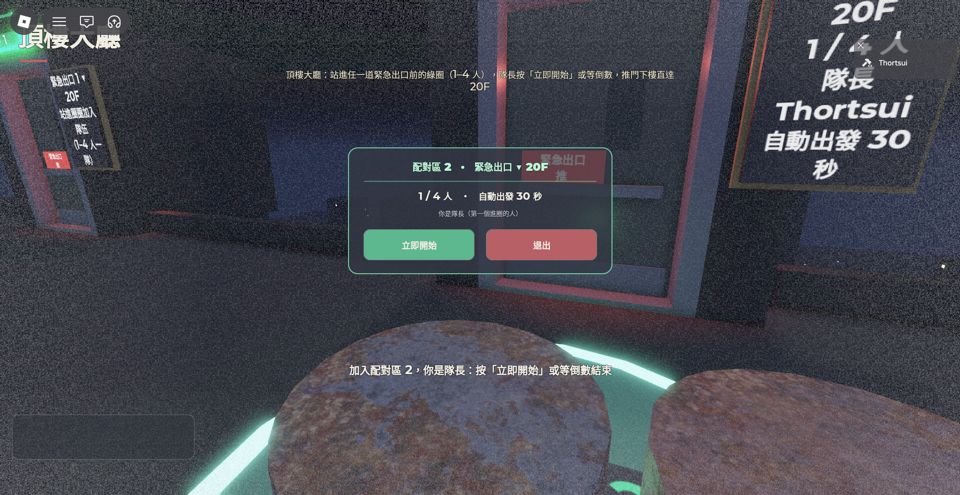 頂樓大廳
頂樓大廳：站進任一道緊急出口前的綠圈（1–4 人），隊長按「立即開始」或等倒數，推門下樓直達
20F
Thortsui
緊急出口 1 ▼
20F
站進圈圈加入
隊伍
(1–4 人一
隊)
20F
1 / 4 人
隊長
Thortsui
自動出發 30
秒
緊急出口
推
配對區 2 • 緊急出口 ▼ 20F
1 / 4 人 • 自動出發 30 秒
你是隊長（第一個進圈的人）
立即開始
退出
加入配對區 2，你是隊長：按「立即開始」或等倒數結束